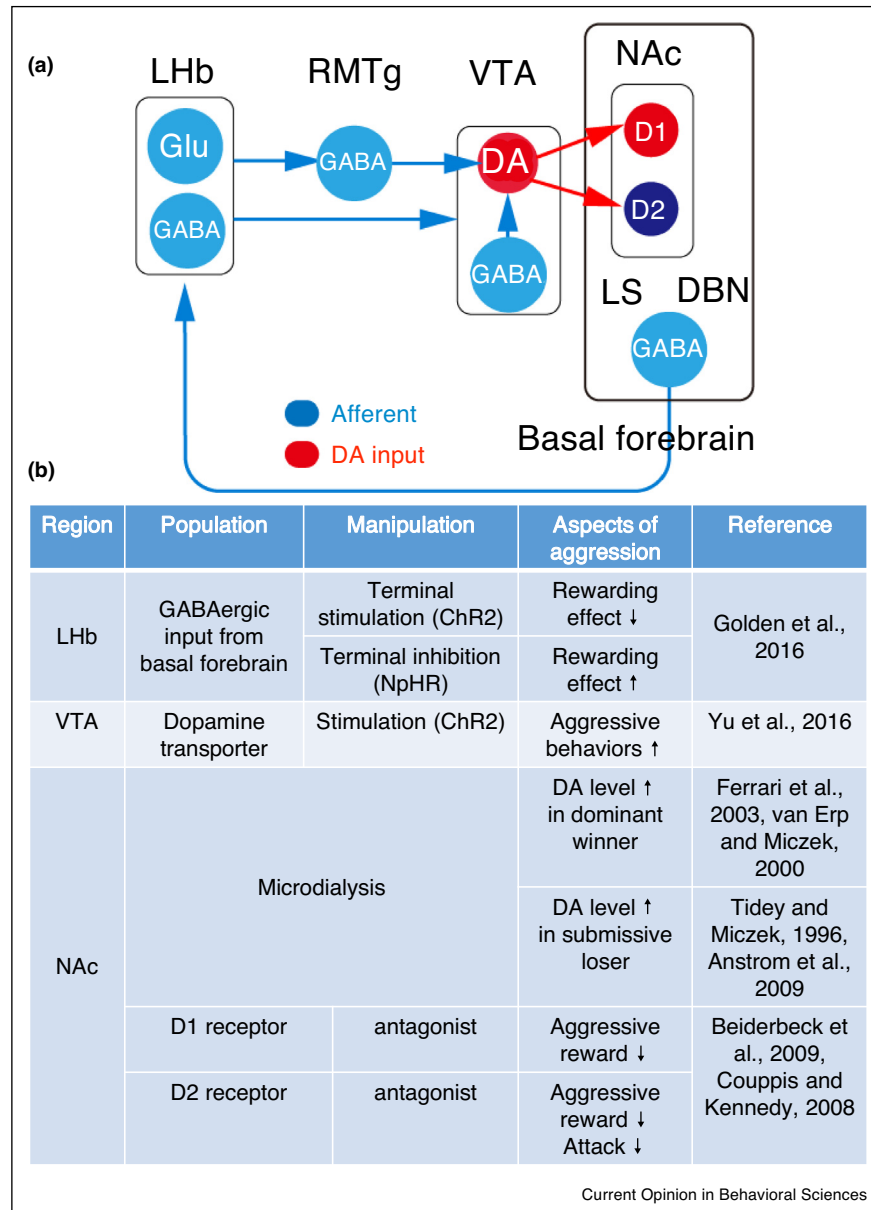 (a)
LHb
RMTg
VTA
NAc
Glu
GABA
GABA
DA
GABA
D1
D2
LS DBN
GABA
Afferent
DA input
Basal forebrain
(b)
Region
Population
Manipulation
Aspects of
aggression
Reference
LHb
GABAergic
input from
basal forebrain
Terminal
stimulation (ChR2)
Rewarding
effect ↓
Golden et al.,
2016
Terminal inhibition
(NpHR)
Rewarding
effect ↑
VTA
Dopamine
transporter
Stimulation (ChR2)
Aggressive
behaviors ↑
Yu et al., 2016
NAc
Microdialysis
DA level ↑
in dominant
winner
Ferrari et al.,
2003, van Erp
and Miczek,
2000
DA level ↑
in submissive
loser
Tidey and
Miczek, 1996,
Anstrom et al.,
2009
D1 receptor
antagonist
Aggressive
reward ↓
Beiderbeck et
al., 2009,
Couppis and
Kennedy, 2008
D2 receptor
antagonist
Aggressive
reward ↓
Attack ↓
Current Opinion in Behavioral Sciences